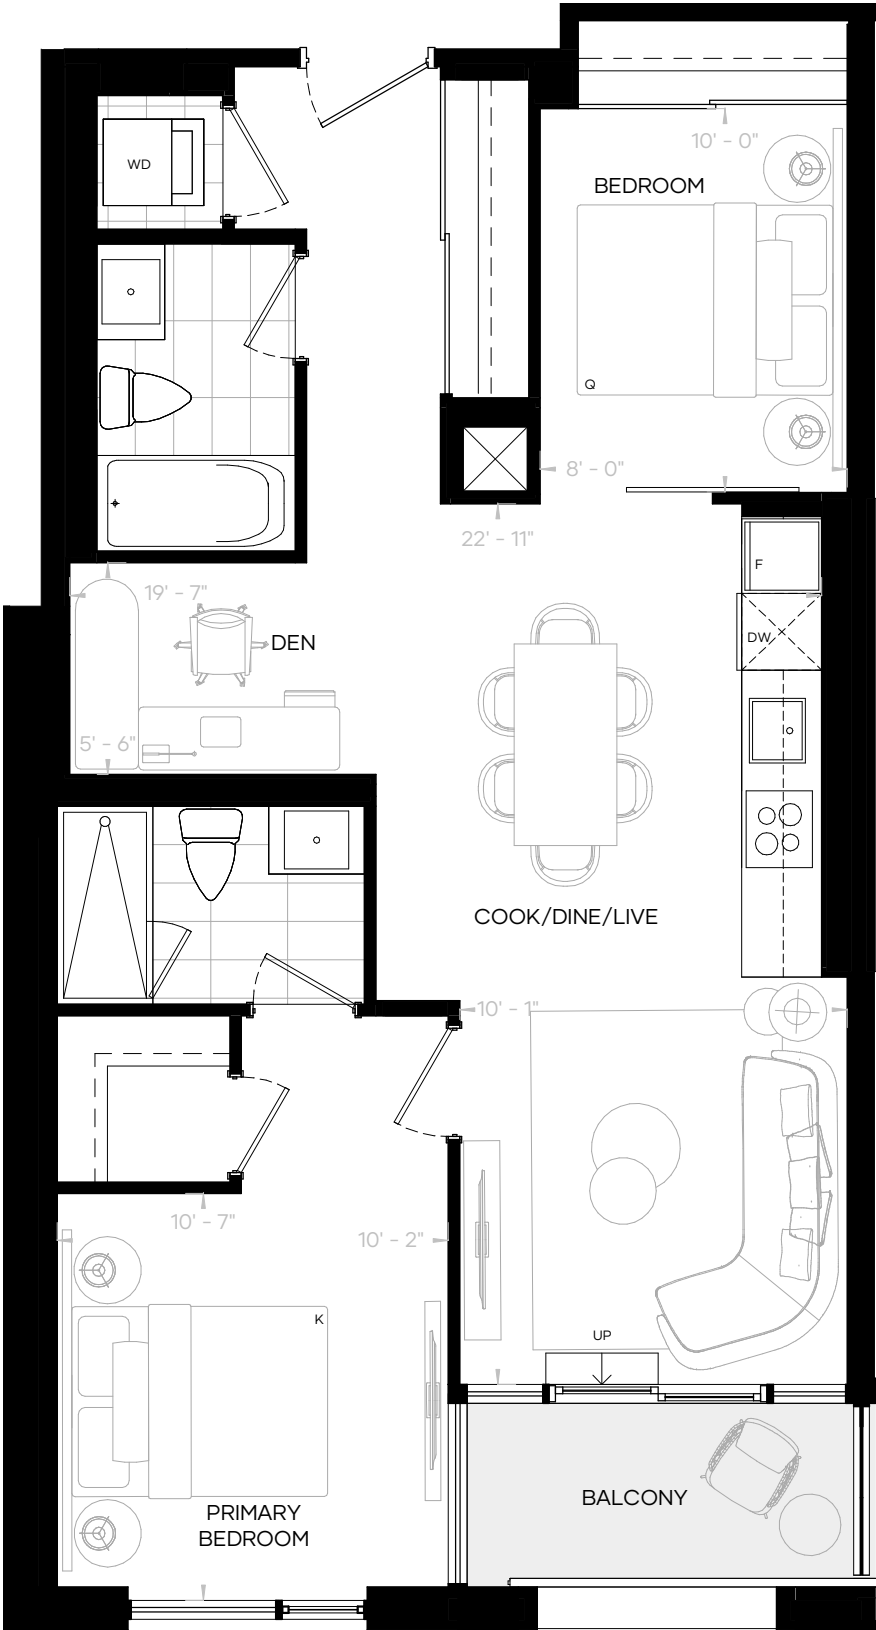 WD
10' - 0"
BEDROOM
Q
8' - 0"
22' - 11"
F
19' - 7"
DEN
DW
5' - 6"
COOK/DINE/LIVE
10' - 1"
10' - 7"
10' - 2"
K
UP
BALCONY
PRIMARY
BEDROOM